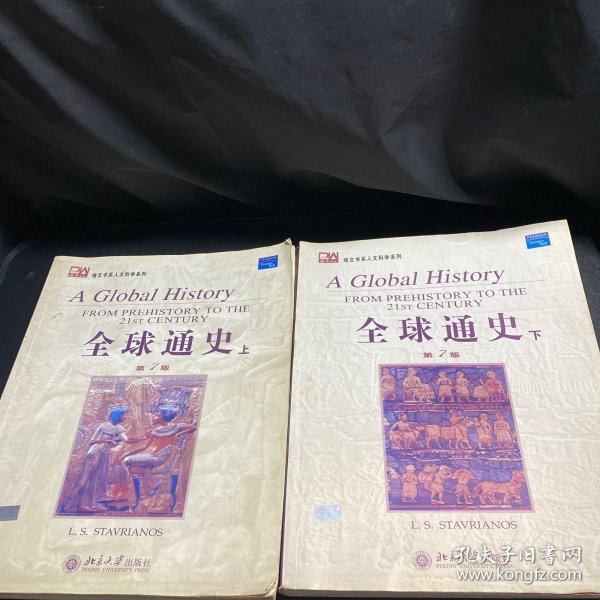 培文书系人文科学系列
A Global History
FROM PREHISTORY TO THE
21ST CENTURY
全球通史上
第7版
L. S. STAVRIANOS
北京大学出版社
PEKING UNIVERSITY PRESS
培文书系人文科学系列
A Global History
FROM PREHISTORY TO THE
21ST CENTURY
全球通史下
第7版
L. S. STAVRIANOS
孔夫子旧书网
www.kongfz.com